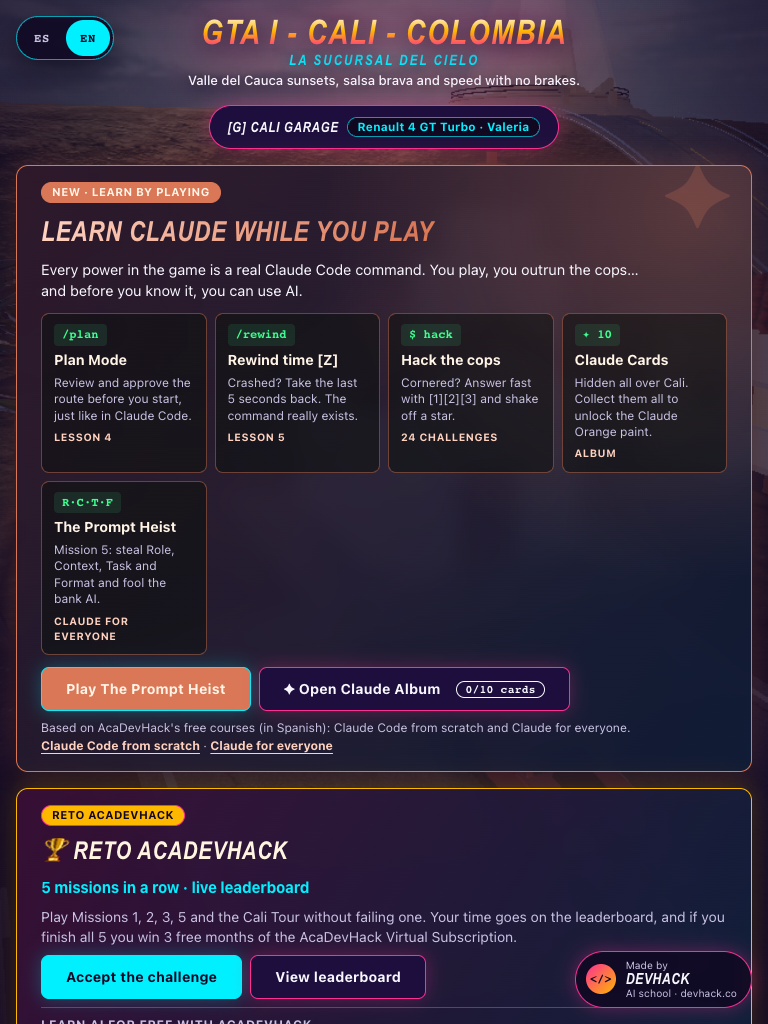 ES
EN
GTA I - CALI - COLOMBIA
LA SUCURSAL DEL CIELO
Valle del Cauca sunsets, salsa brava and speed with no brakes.
[G] CALI GARAGE Renault 4 GT Turbo · Valeria
NEW · LEARN BY PLAYING
LEARN CLAUDE WHILE YOU PLAY
Every power in the game is a real Claude Code command. You play, you outrun the cops...
and before you know it, you can use AI.
/plan
Plan Mode
Review and approve the
route before you start,
just like in Claude Code.
LESSON 4
/rewind
Rewind time [Z]
Crashed? Take the last
5 seconds back. The
command really exists.
LESSON 5
$ hack
Hack the cops
Cornered? Answer fast
with [1][2][3] and shake
off a star.
24 CHALLENGES
✦ 10
Claude Cards
Hidden all over Cali.
Collect them all to
unlock the Claude
Orange paint.
ALBUM
R·C·T·F
The Prompt Heist
Mission 5: steal Role,
Context, Task and
Format and fool the
bank AI.
CLAUDE FOR
EVERYONE
Play The Prompt Heist
✦ Open Claude Album 0/10 cards
Based on AcaDevHack's free courses (in Spanish): Claude Code from scratch and Claude for everyone.
Claude Code from scratch · Claude for everyone
RETO ACADEVHACK
🏆 RETO ACADEVHACK
5 missions in a row · live leaderboard
Play Missions 1, 2, 3, 5 and the Cali Tour without failing one. Your time goes on the leaderboard, and if you
finish all 5 you win 3 free months of the AcaDevHack Virtual Subscription.
Accept the challenge
View leaderboard
</>
Made by
DEVHACK
AI school · devhack.co
LEARN AI FOR FREE WITH ACADEVHACK